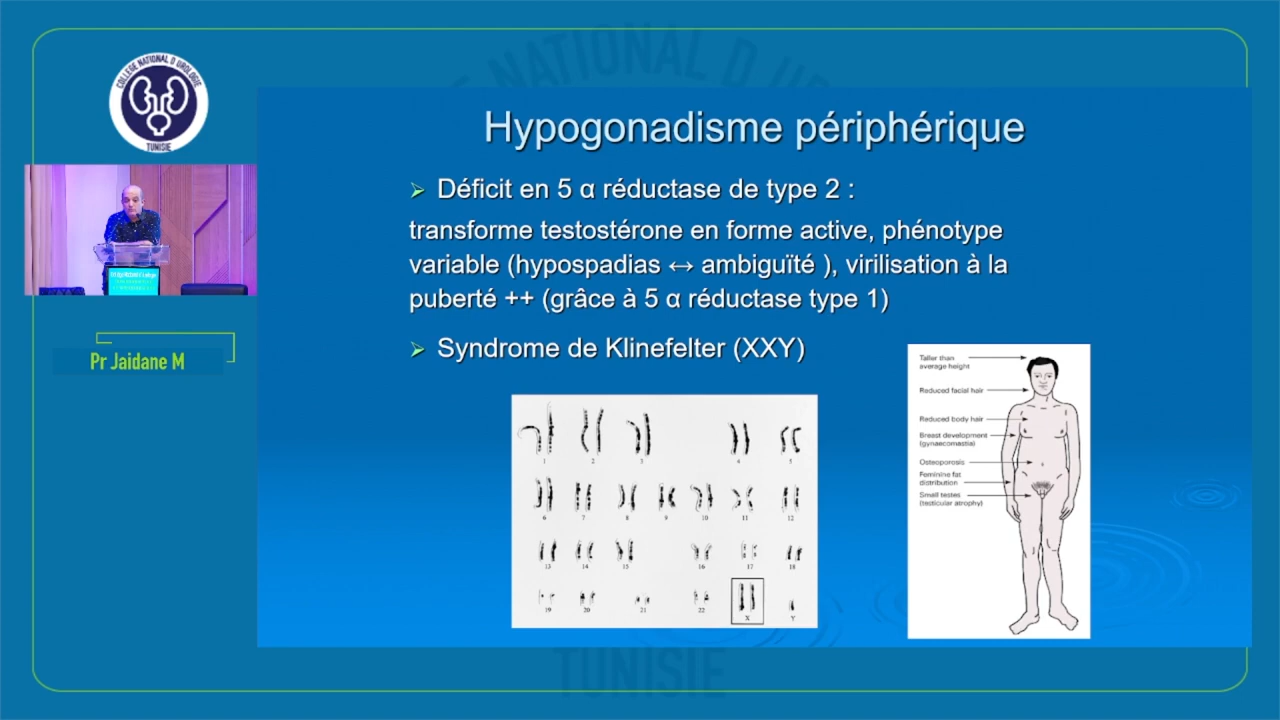 COLLÈGE NATIONAL D UROLOGIE
TUNISIE
NATIONAL D
TUNISIE
Pr Jaidane M
Hypogonadisme périphérique
➢ Déficit en 5 α réductase de type 2 :
transforme testostérone en forme active, phénotype
variable (hypospadias ↔ ambiguïté ), virilisation à la
puberté ++ (grâce à 5 α réductase type 1)
➢ Syndrome de Klinefelter (XXY)
1 2 3 4 5
6 7 8 9 10 11 12
13 14 15 16 17 18
19 20 21 22 X Y
Taller than
average height
Reduced facial hair
Reduced body hair
Breast development
(gynaecomastia)
Osteoporosis
Feminine fat
distribution
Small testes
(testicular atrophy)